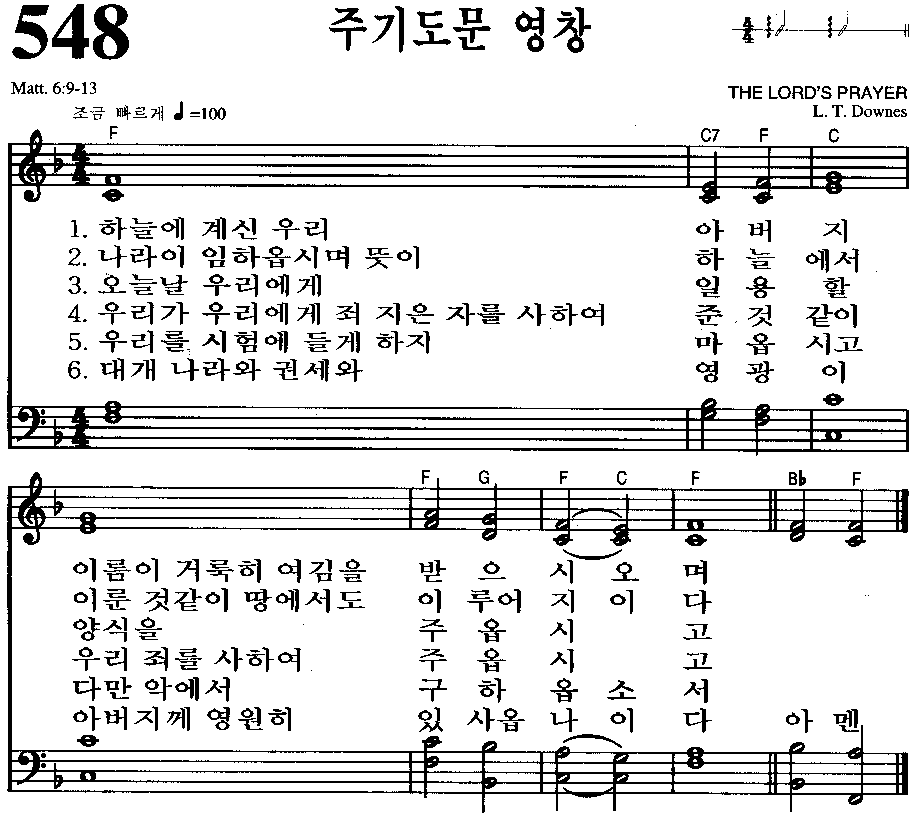 548
주기도문 영창
Matt. 6:9-13
THE LORD'S PRAYER
조금 빠르게 ♩=100
L. T. Downes
F C7 F C
4/4
1. 하늘에 계신 우리 아 버 지
2. 나라이 임하옵시며 뜻이 하 늘 에서
3. 오늘날 우리에게 일 용 할
4. 우리가 우리에게 죄 지은 자를 사하여 준 것 같이
5. 우리를 시험에 들게 하지 마 옵 시고
6. 대개 나라와 권세와 영 광 이
4/4
F G F C F B♭ F
이름이 거룩히 여김을 받 으 시 오 며
이룬 것같이 땅에서도 이 루어 지 이 다
양식을 주 옵 시 고
우리 죄를 사하여 주 옵 시 고
다만 악에서 구 하 옵 소 서
아버지께 영원히 있 사옵 나 이 다 아 멘